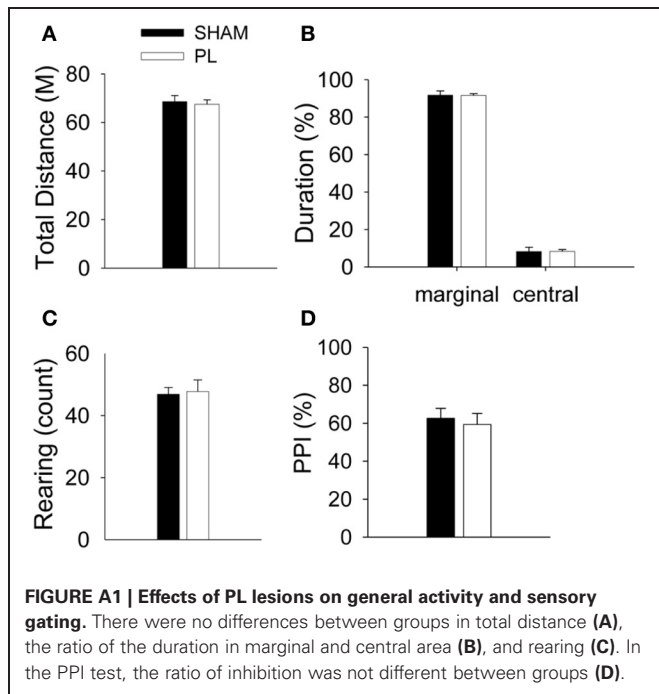 A
SHAM
PL
B
Total Distance (M)
80
60
40
20
0
Duration (%)
100
80
60
40
20
0
marginal central
C
D
Rearing (count)
60
40
20
0
PPI (%)
100
80
60
40
20
0
FIGURE A1 | Effects of PL lesions on general activity and sensory
gating. There were no differences between groups in total distance (A),
the ratio of the duration in marginal and central area (B), and rearing (C). In
the PPI test, the ratio of inhibition was not different between groups (D).